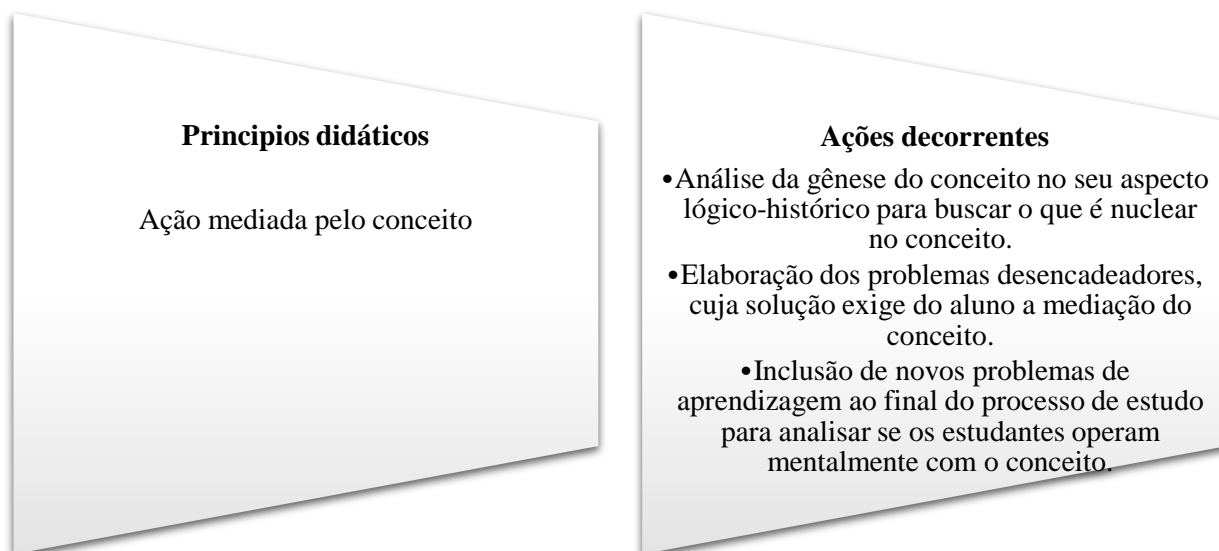 Principios didáticos
Ação mediada pelo conceito
Ações decorrentes
•Análise da gênese do conceito no seu aspecto
lógico-histórico para buscar o que é nuclear
no conceito.
•Elaboração dos problemas desencadeadores,
cuja solução exige do aluno a mediação do
conceito.
•Inclusão de novos problemas de
aprendizagem ao final do processo de estudo
para analisar se os estudantes operam
mentalmente com o conceito.